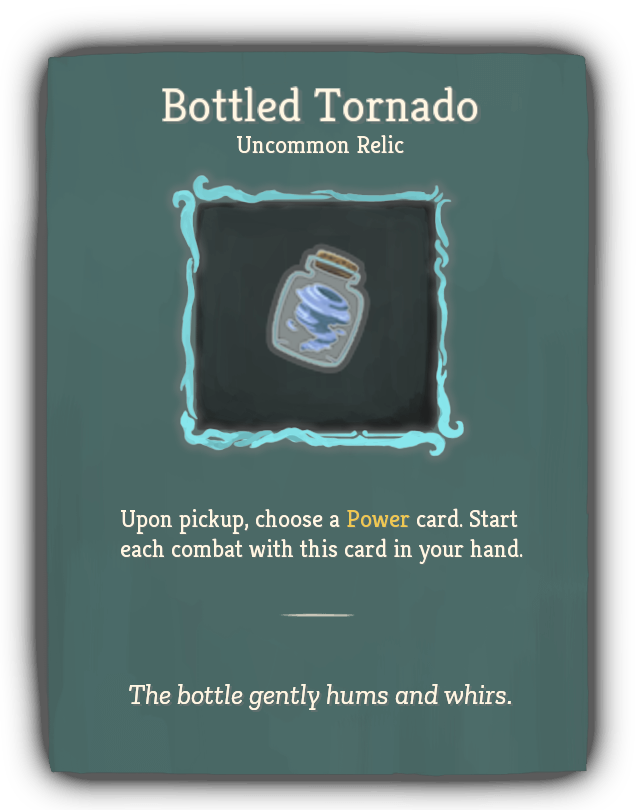 Bottled Tornado
Uncommon Relic
Upon pickup, choose a Power card. Start
each combat with this card in your hand.
The bottle gently hums and whirs.